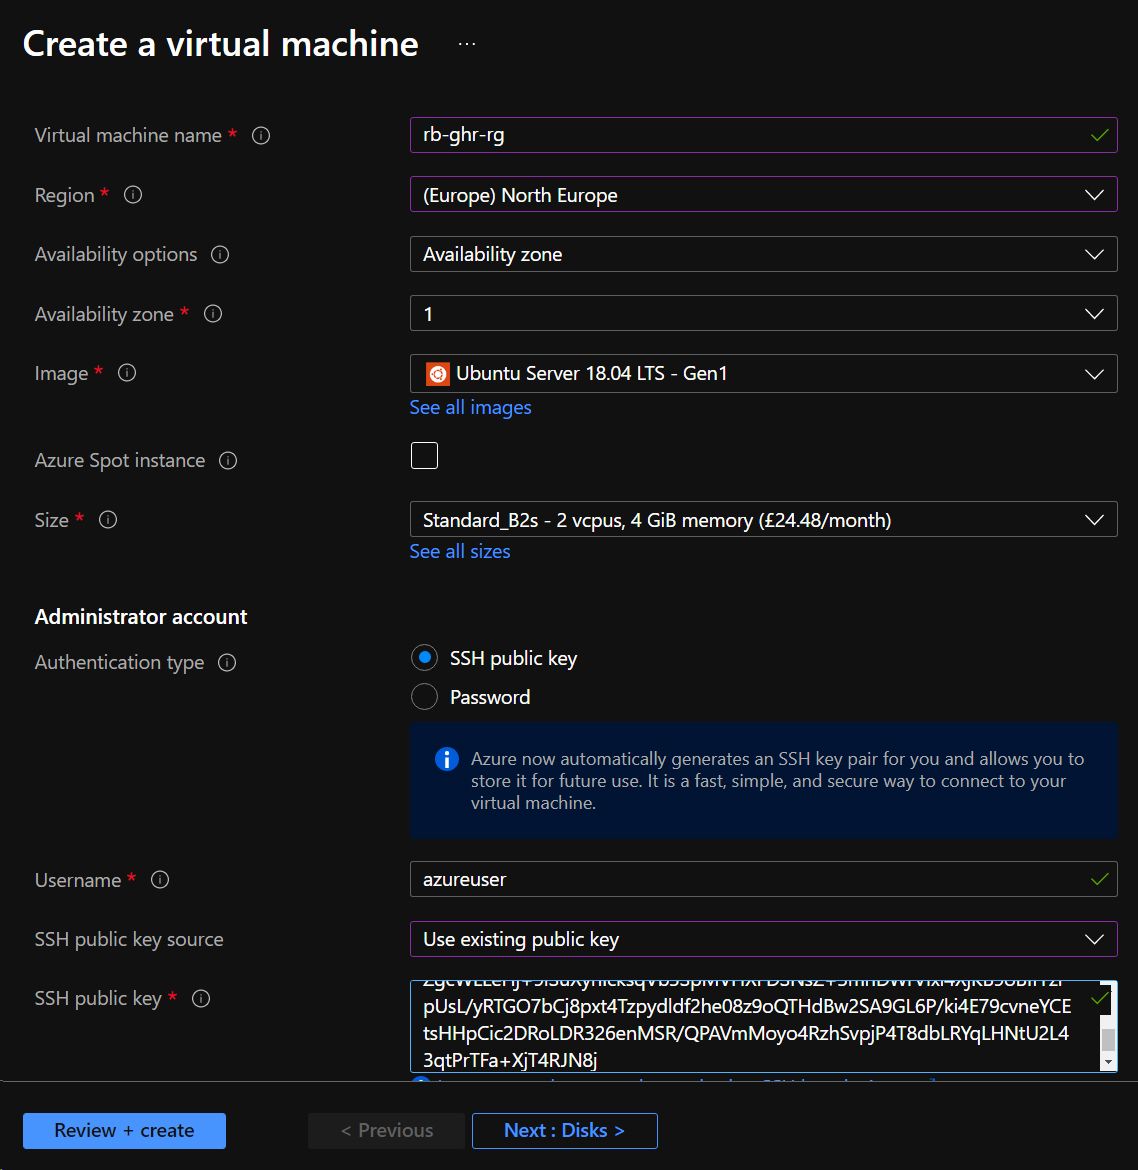 Create a virtual machine ...
Virtual machine name * rb-ghr-rg
Region * (Europe) North Europe
Availability options Availability zone
Availability zone * 1
Image * Ubuntu Server 18.04 LTS - Gen1
See all images
Azure Spot instance
Size * Standard_B2s - 2 vcpus, 4 GiB memory (£24.48/month)
See all sizes
Administrator account
Authentication type SSH public key
Password
Azure now automatically generates an SSH key pair for you and allows you to
store it for future use. It is a fast, simple, and secure way to connect to your
virtual machine.
Username * azureuser
SSH public key source Use existing public key
SSH public key *
pUsL/yRTGO7bCj8pxt4Tzpydldf2he08z9oQTHdBw2SA9GL6P/ki4E79cvneYCE
tsHHpCic2DRoLDR326enMSR/QPAVmMoyo4RzhSvpjP4T8dbLRYqLHNtU2L4
3qtPrTFa+XjT4RJN8j
Review + create
< Previous
Next : Disks >